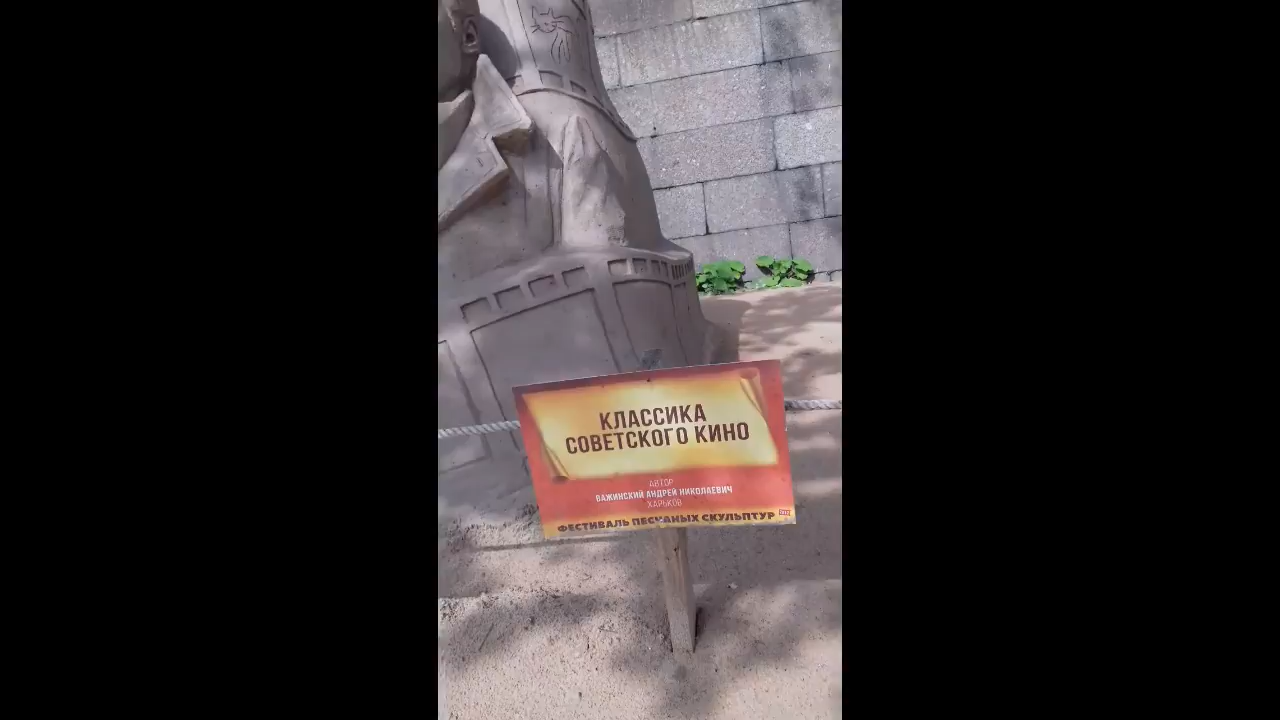 КЛАССИКА
СОВЕТСКОГО КИНО
АВТОР
ВАЖИНСКИЙ АНДРЕЙ НИКОЛАЕВИЧ
ХАРЬКОВ
ФЕСТИВАЛЬ ПЕСЧАНЫХ СКУЛЬПТУР